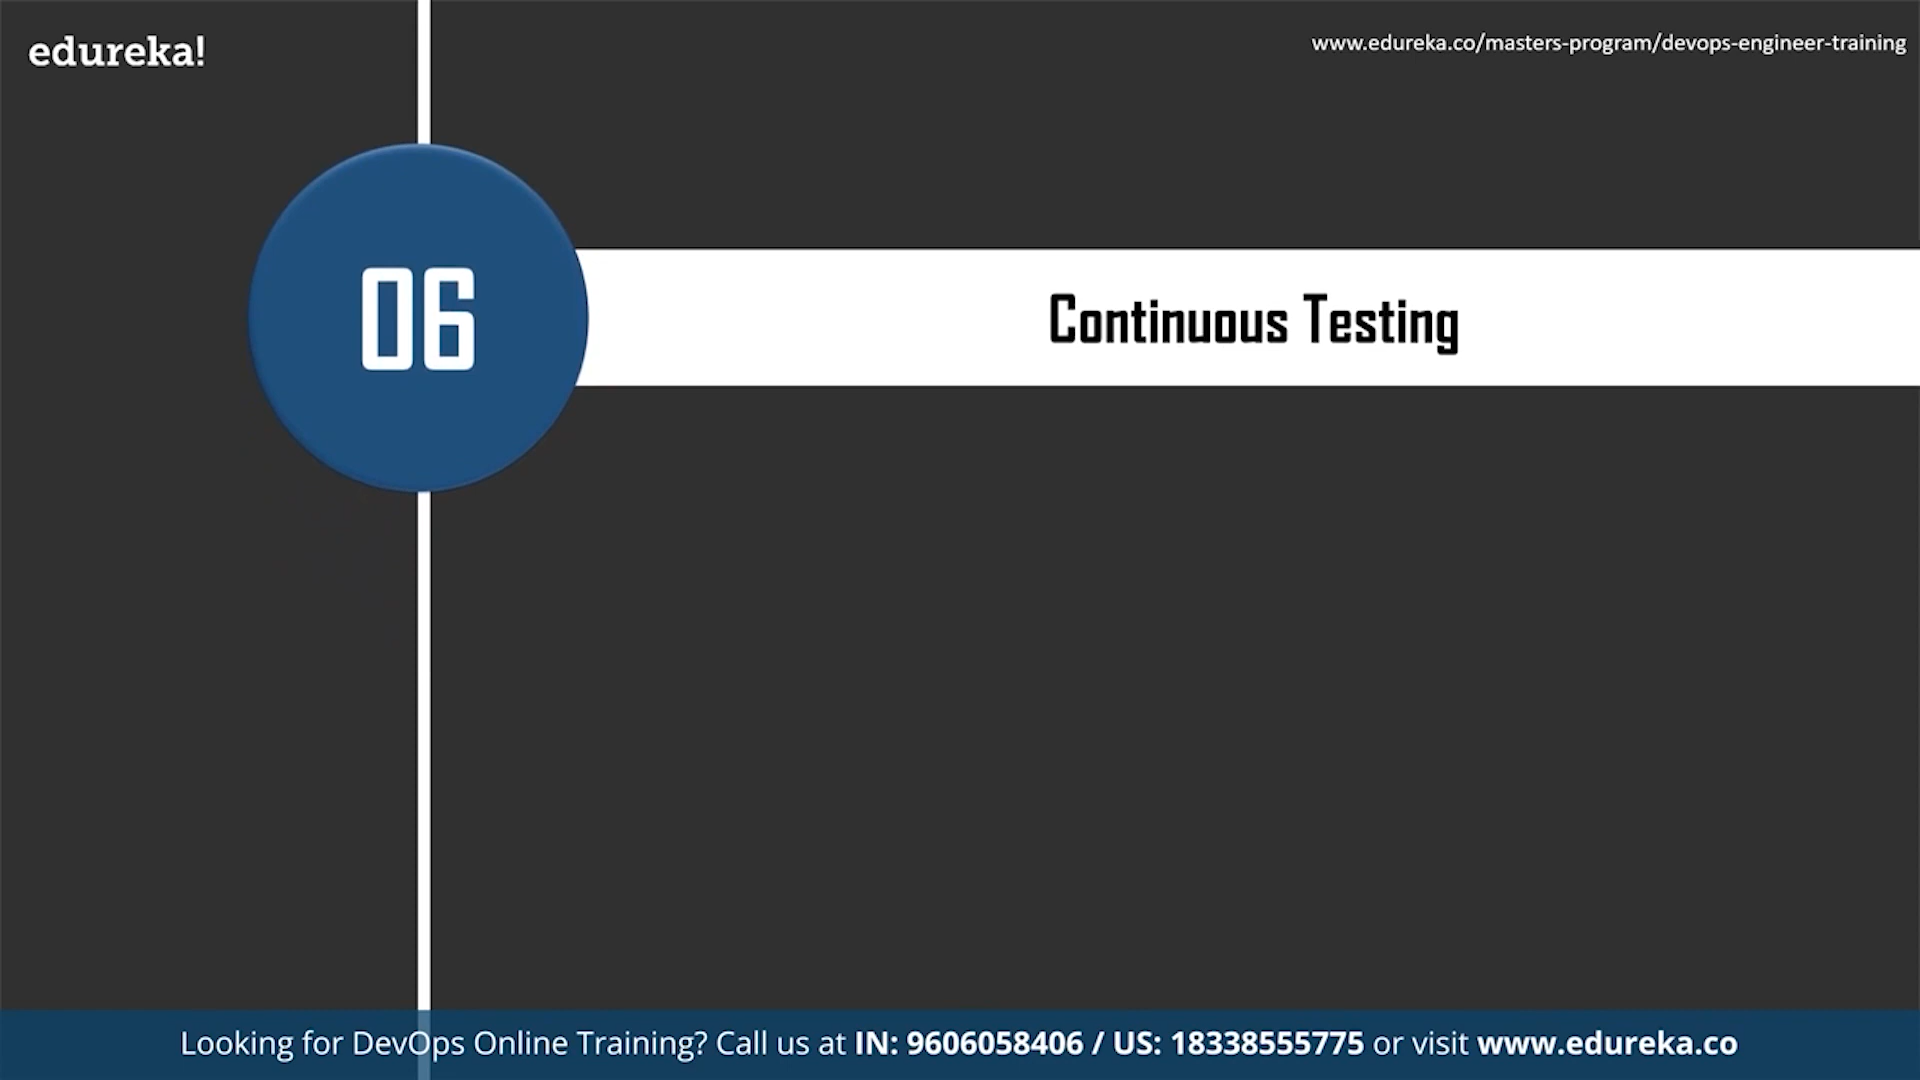 edureka!
www.edureka.co/masters-program/devops-engineer-training
06
Continuous Testing
Looking for DevOps Online Training? Call us at IN: 9606058406 / US: 18338555775 or visit www.edureka.co